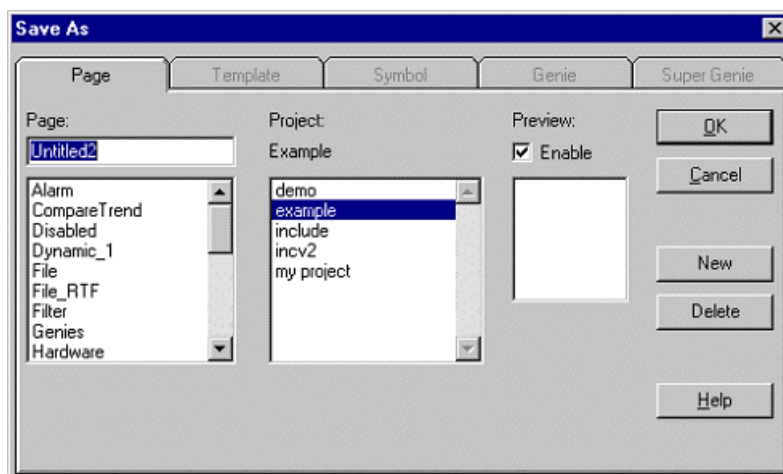 Save As
Page
Template
Symbol
Genie
Super Genie
Page:
Untitled2
Alarm
CompareTrend
Disabled
Dynamic_1
File
File_RTF
Filter
Genies
Hardware
Project:
Example
demo
example
include
incv2
my project
Preview:
Enable
OK
Cancel
New
Delete
Help